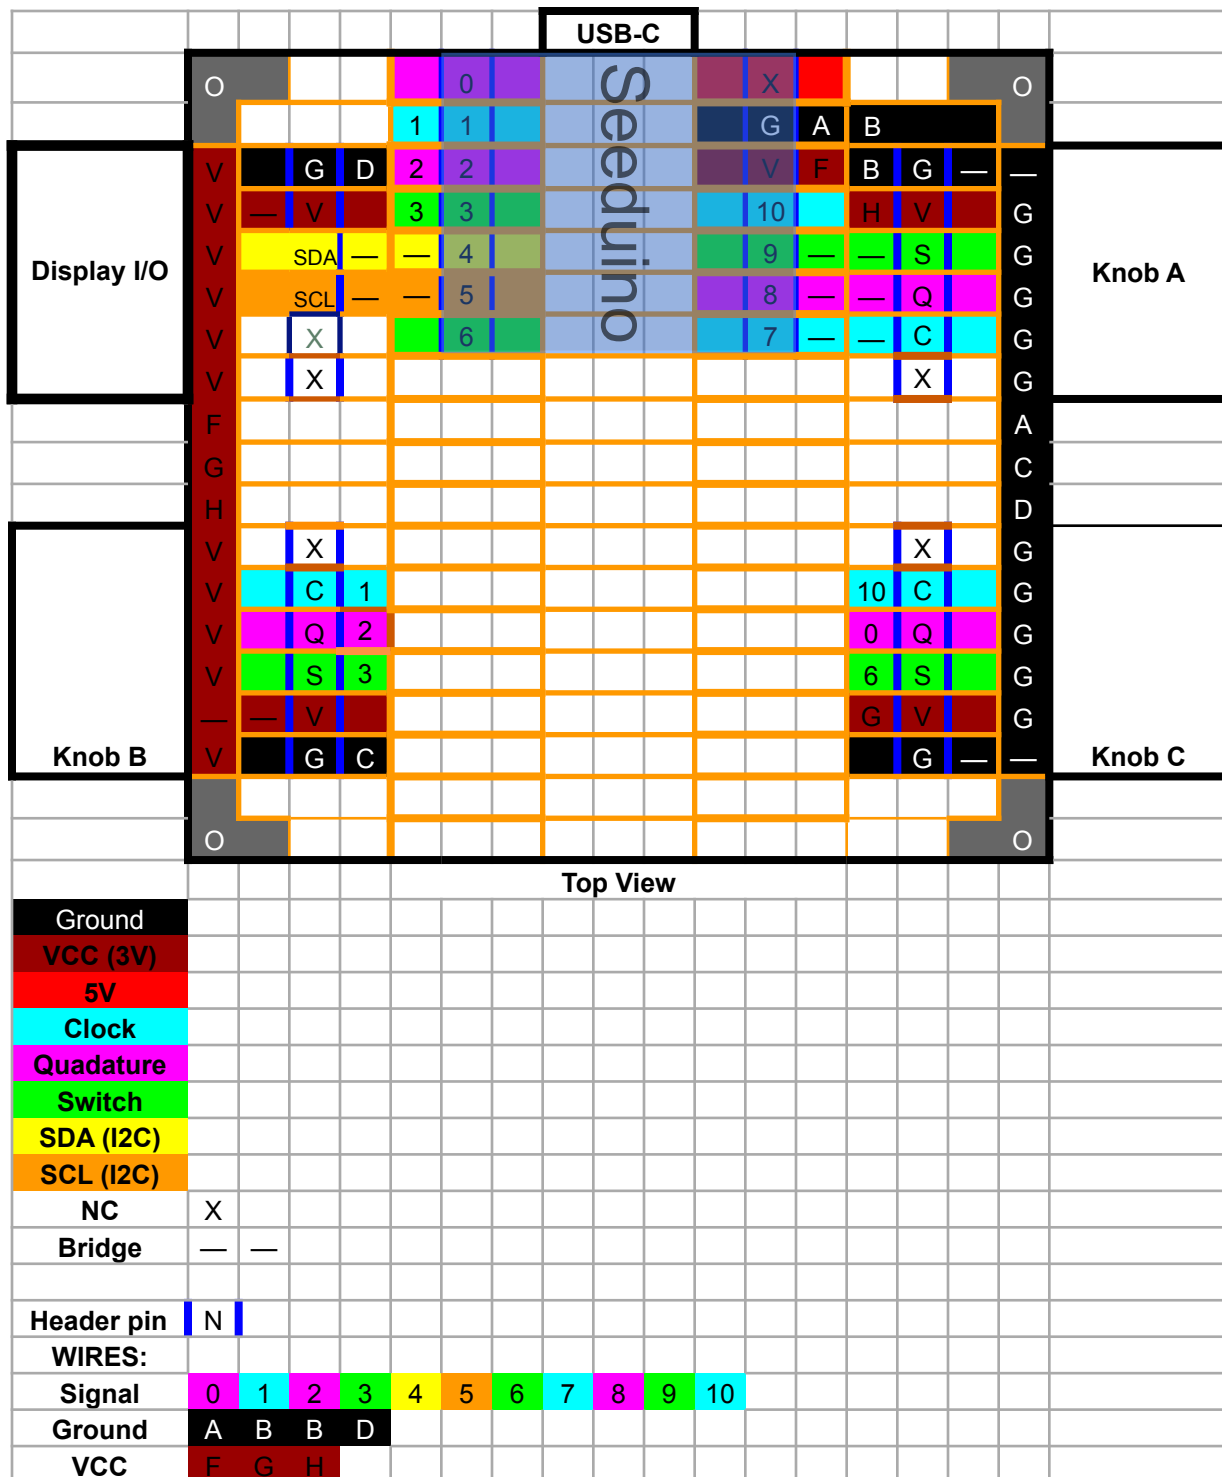 USB-C
O 0 X O
1 1 G A B
V G D 2 2 V F B G — —
V — V 3 3 10 H V G
V SDA — — 4 9 — — S G
V SCL — — 5 8 — — Q G
V X 6 7 — — C G
V X X G
Seeduino
Display I/O
Knob A
F A
G C
H D
V X X G
V C 1 10 C G
V Q 2 0 Q G
V S 3 6 S G
— — V G V G
Knob B V G C G — — Knob C
O O
Top View
Ground
VCC (3V)
5V
Clock
Quadature
Switch
SDA (I2C)
SCL (I2C)
NC X
Bridge — —
Header pin N
WIRES:
Signal 0 1 2 3 4 5 6 7 8 9 10
Ground A B B D
VCC F G H